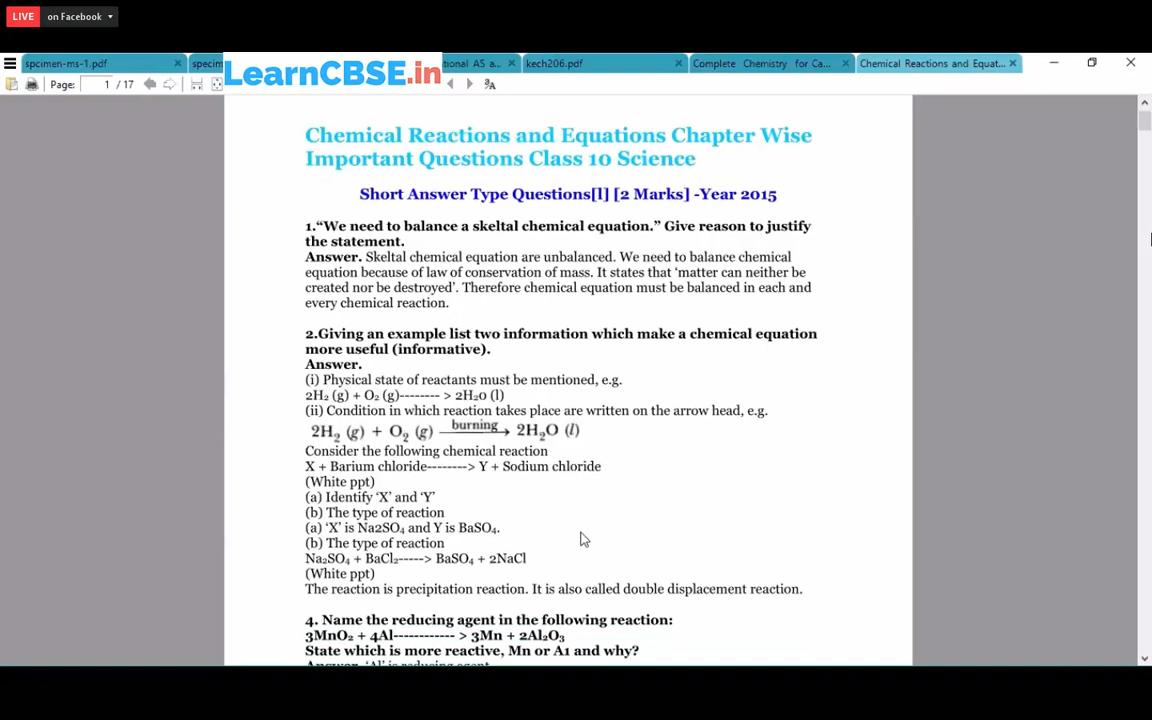 LIVE on Facebook
spcimen-ms-1.pdf specim LearnCBSE.in tional AS a... kech206.pdf Complete Chemistry for Ca... Chemical Reactions and Equat...
Page: 1 / 17
Chemical Reactions and Equations Chapter Wise
Important Questions Class 10 Science
Short Answer Type Questions[l] [2 Marks] -Year 2015
1.“We need to balance a skeltal chemical equation.” Give reason to justify
the statement.
Answer. Skeltal chemical equation are unbalanced. We need to balance chemical
equation because of law of conservation of mass. It states that ‘matter can neither be
created nor be destroyed’. Therefore chemical equation must be balanced in each and
every chemical reaction.
2.Giving an example list two information which make a chemical equation
more useful (informative).
Answer.
(i) Physical state of reactants must be mentioned, e.g.
2H₂ (g) + O₂ (g)-------- > 2H₂0 (l)
(ii) Condition in which reaction takes place are written on the arrow head, e.g.
2H₂ (g) + O₂ (g) burning→ 2H₂O (l)
Consider the following chemical reaction
X + Barium chloride--------> Y + Sodium chloride
(White ppt)
(a) Identify ‘X’ and ‘Y’
(b) The type of reaction
(a) ‘X’ is Na2SO₄ and Y is BaSO₄.
(b) The type of reaction
Na₂SO₄ + BaCl₂-----> BaSO₄ + 2NaCl
(White ppt)
The reaction is precipitation reaction. It is also called double displacement reaction.
4. Name the reducing agent in the following reaction:
3MnO₂ + 4Al------------ > 3Mn + 2Al₂O₃
State which is more reactive, Mn or A1 and why?
Answer. ‘Al’ is reducing agent